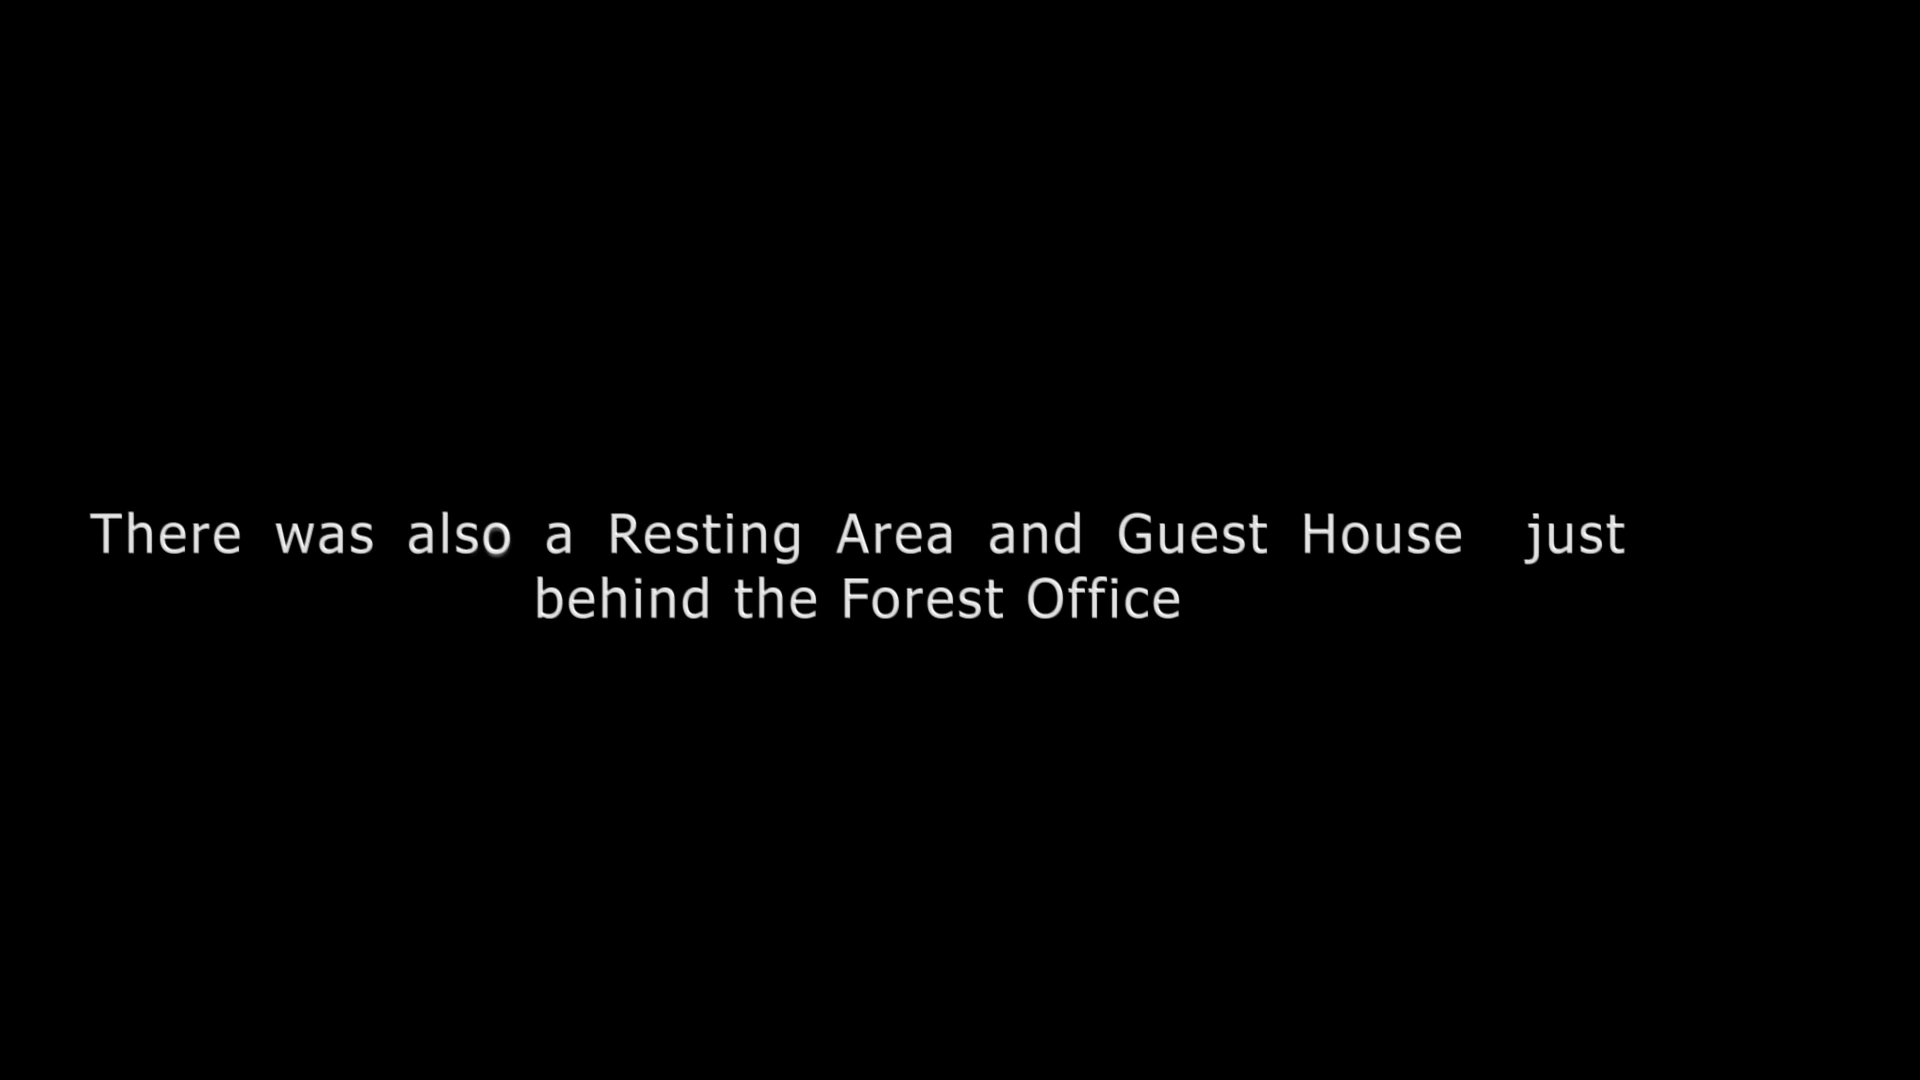 There was also a Resting Area and Guest House just
behind the Forest Office